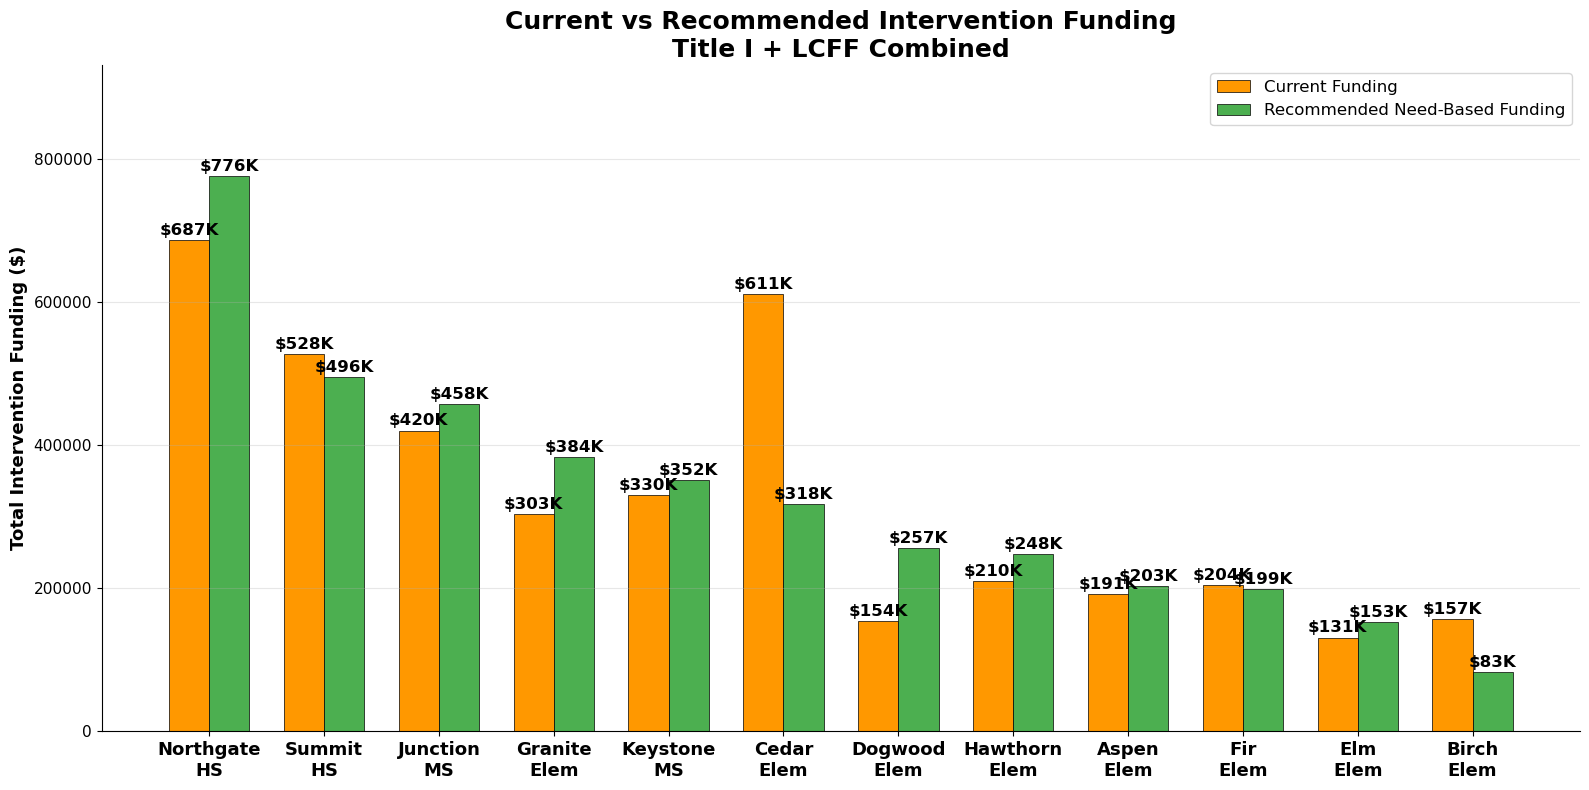 Current vs Recommended Intervention Funding
Title I + LCFF Combined
Current Funding
Recommended Need-Based Funding
Total Intervention Funding ($)
800000
600000
400000
200000
0
$687K
$776K
$528K
$496K
$420K
$458K
$303K
$384K
$330K
$352K
$611K
$318K
$154K
$257K
$210K
$248K
$191K
$203K
$204K
$199K
$131K
$153K
$157K
$83K
Northgate
HS
Summit
HS
Junction
MS
Granite
Elem
Keystone
MS
Cedar
Elem
Dogwood
Elem
Hawthorn
Elem
Aspen
Elem
Fir
Elem
Elm
Elem
Birch
Elem